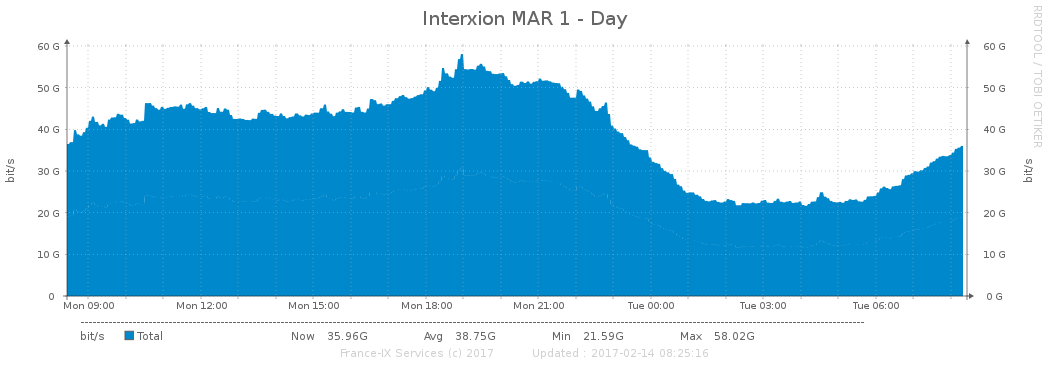 Interxion MAR 1 - Day
RRDTOOL / TOBI OETIKER
60 G 60 G
50 G 50 G
40 G 40 G
30 G 30 G
20 G 20 G
10 G 10 G
0 0 G
bit/s bit/s
Mon 09:00 Mon 12:00 Mon 15:00 Mon 18:00 Mon 21:00 Tue 00:00 Tue 03:00 Tue 06:00
bit/s Total Now 35.96G Avg 38.75G Min 21.59G Max 58.02G
France-IX Services (c) 2017 Updated : 2017-02-14 08:25:16